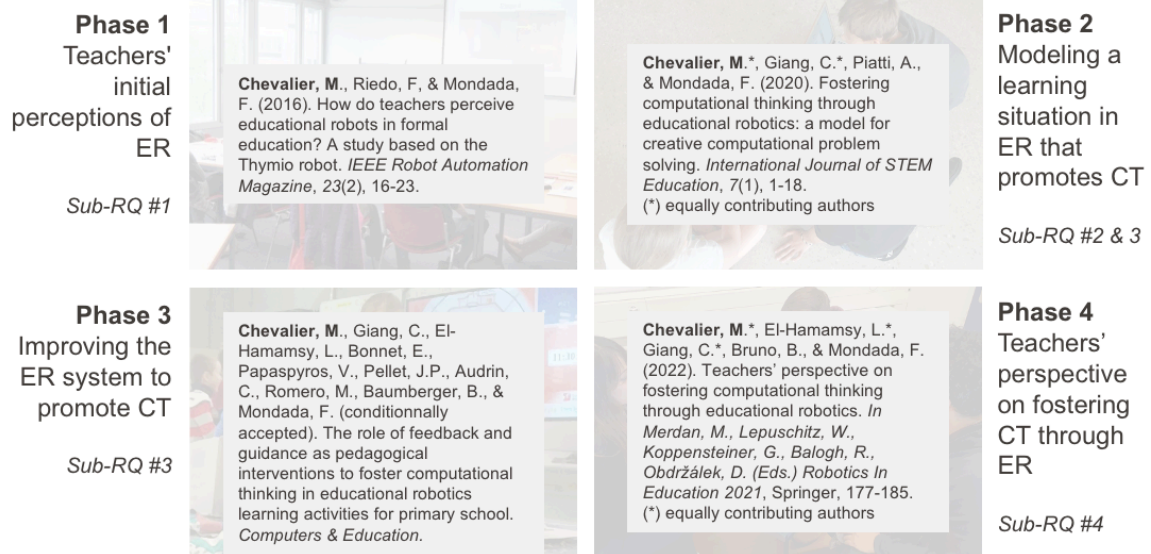 Phase 1
Teachers'
initial
perceptions of
ER
Sub-RQ #1
Chevalier, M., Riedo, F, & Mondada,
F. (2016). How do teachers perceive
educational robots in formal
education? A study based on the
Thymio robot. IEEE Robot Automation
Magazine, 23(2), 16-23.
Chevalier, M.*, Giang, C.*, Piatti, A.,
& Mondada, F. (2020). Fostering
computational thinking through
educational robotics: a model for
creative computational problem
solving. International Journal of STEM
Education, 7(1), 1-18.
(*) equally contributing authors
Phase 2
Modeling a
learning
situation in
ER that
promotes CT
Sub-RQ #2 & 3
Phase 3
Improving the
ER system to
promote CT
Sub-RQ #3
Chevalier, M., Giang, C., El-
Hamamsy, L., Bonnet, E.,
Papaspyros, V., Pellet, J.P., Audrin,
C., Romero, M., Baumberger, B., &
Mondada, F. (conditionnally
accepted). The role of feedback and
guidance as pedagogical
interventions to foster computational
thinking in educational robotics
learning activities for primary school.
Computers & Education.
Chevalier, M.*, El-Hamamsy, L.*,
Giang, C.*, Bruno, B., & Mondada, F.
(2022). Teachers' perspective on
fostering computational thinking
through educational robotics. In
Merdan, M., Lepuschitz, W.,
Koppensteiner, G., Balogh, R.,
Obdržálek, D. (Eds.) Robotics In
Education 2021, Springer, 177-185.
(*) equally contributing authors
Phase 4
Teachers'
perspective
on fostering
CT through
ER
Sub-RQ #4